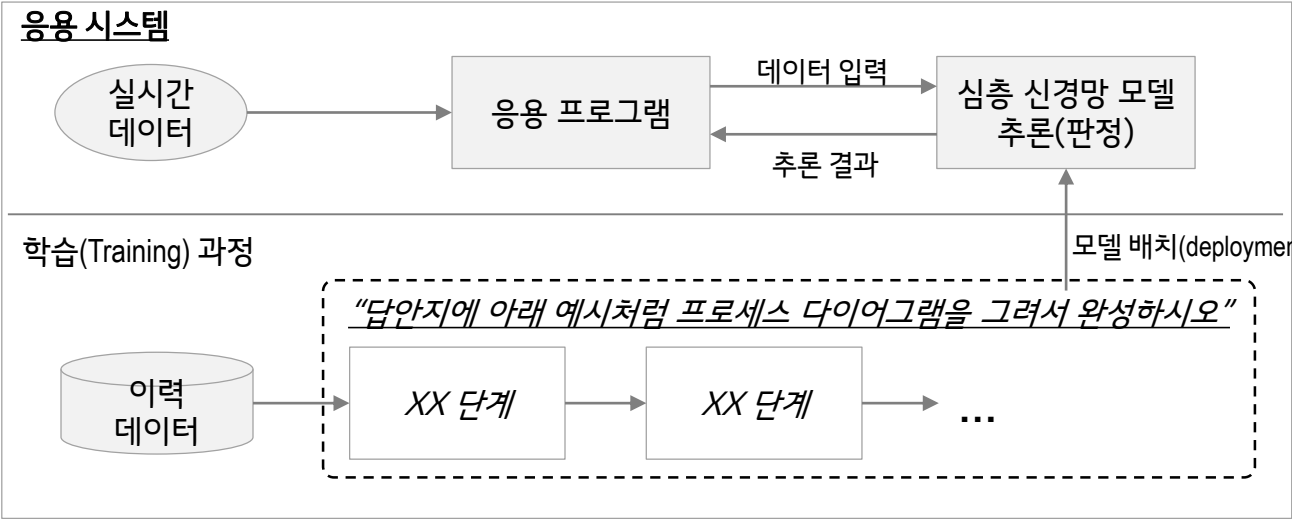 응용 시스템
실시간
데이터
응용 프로그램
데이터 입력
추론 결과
심층 신경망 모델
추론(판정)
학습(Training) 과정
모델 배치(deploymen
“답안지에 아래 예시처럼 프로세스 다이어그램을 그려서 완성하시오”
이력
데이터
XX 단계
XX 단계
...